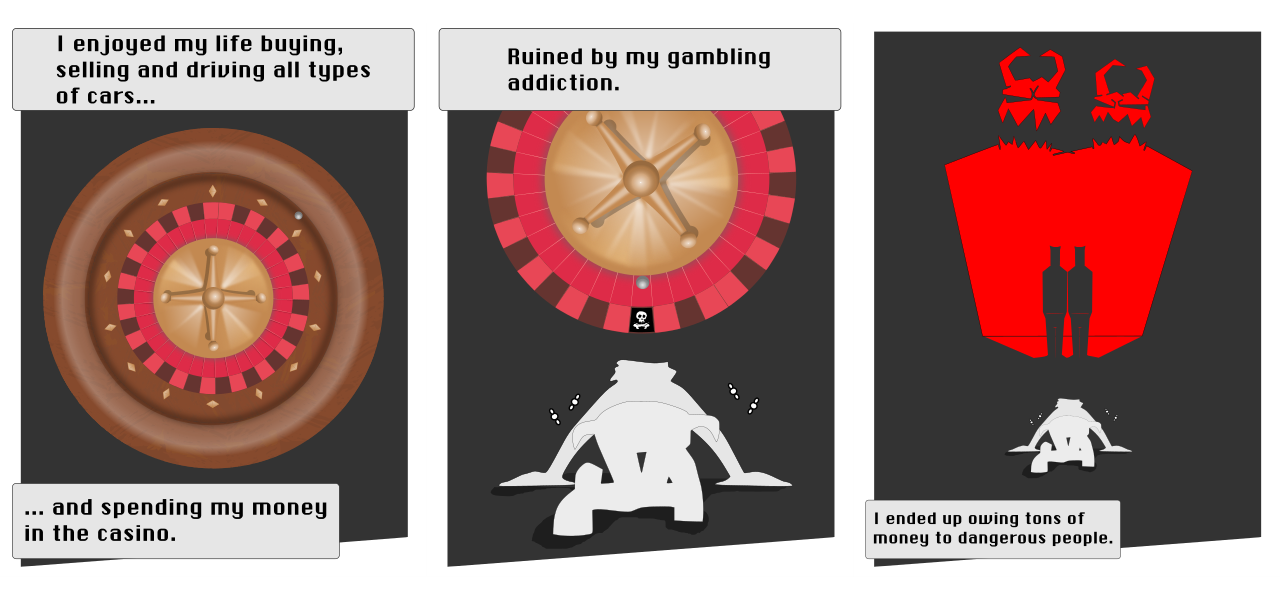 I enjoyed my life buying,
selling and driving all types
of cars...
... and spending my money
in the casino.
Ruined by my gambling
addiction.
I ended up owing tons of
money to dangerous people.